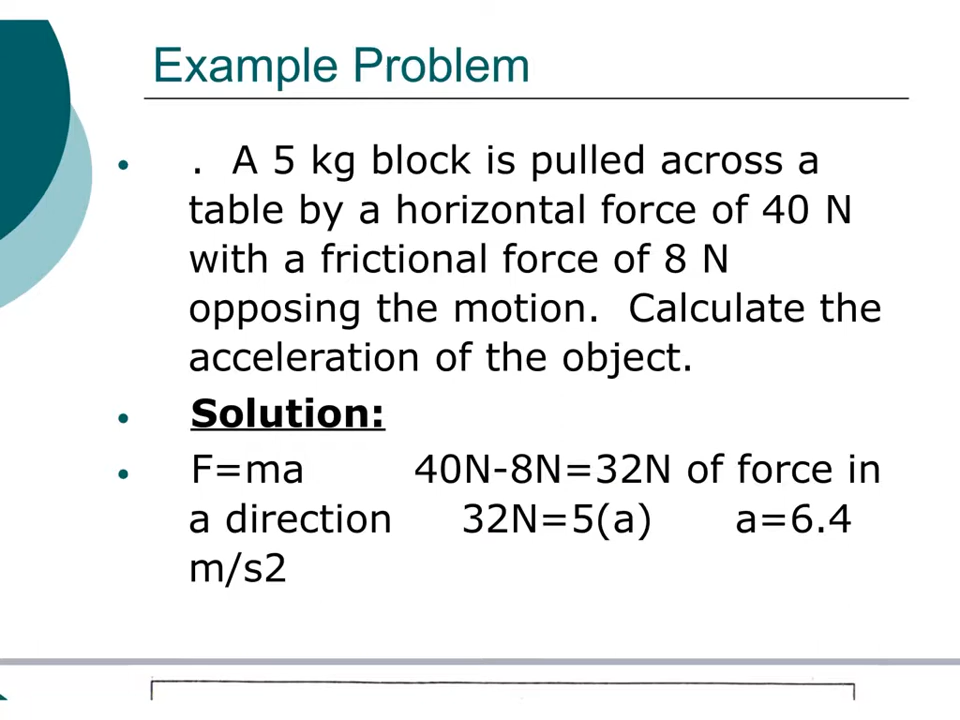 Example Problem
. A 5 kg block is pulled across a
table by a horizontal force of 40 N
with a frictional force of 8 N
opposing the motion. Calculate the
acceleration of the object.
Solution:
F=ma 40N-8N=32N of force in
a direction 32N=5(a) a=6.4
m/s2